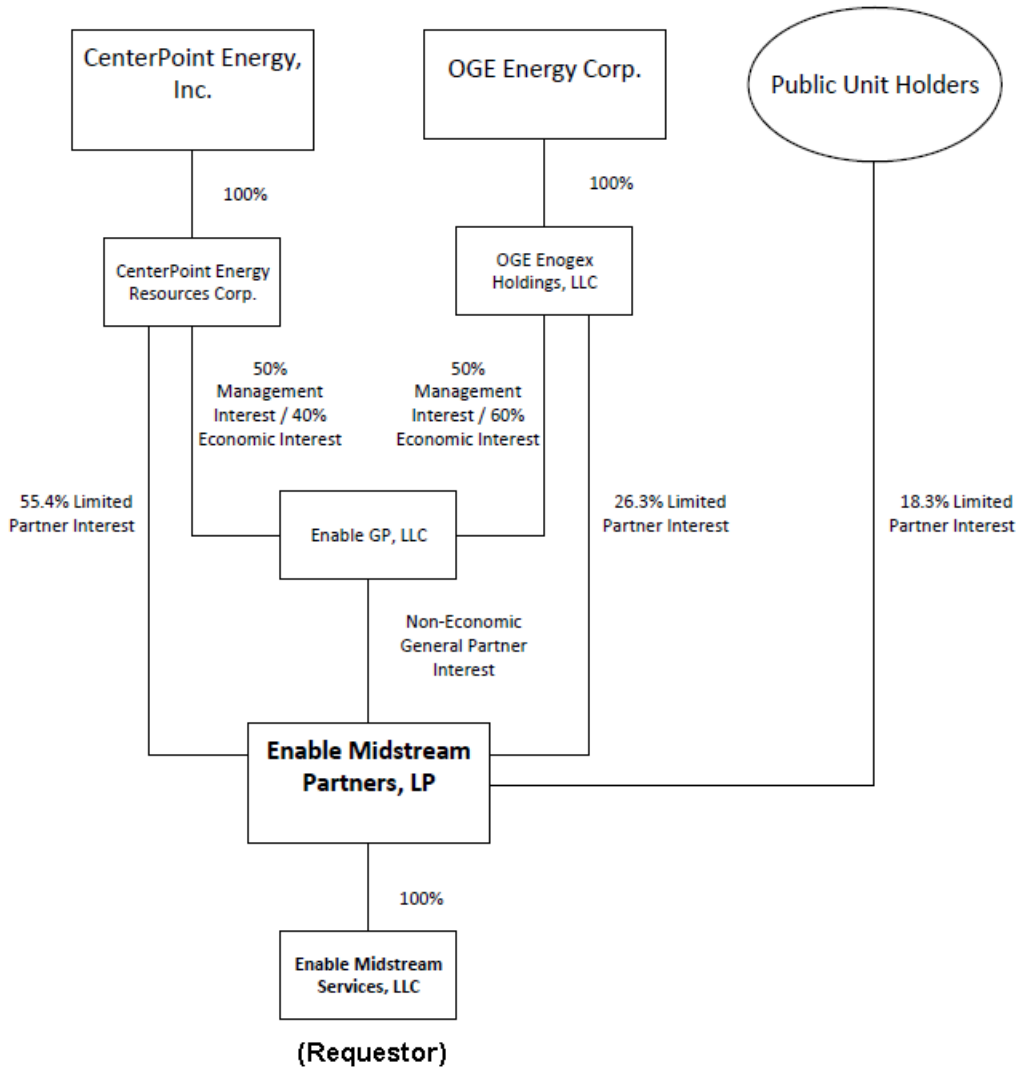 CenterPoint Energy,
Inc.
OGE Energy Corp.
Public Unit Holders
100%
100%
CenterPoint Energy
Resources Corp.
OGE Enogex
Holdings, LLC
50%
Management
Interest / 40%
Economic Interest
50%
Management
Interest / 60%
Economic Interest
55.4% Limited
Partner Interest
26.3% Limited
Partner Interest
18.3% Limited
Partner Interest
Enable GP, LLC
Non-Economic
General Partner
Interest
Enable Midstream
Partners, LP
100%
Enable Midstream
Services, LLC
(Requestor)